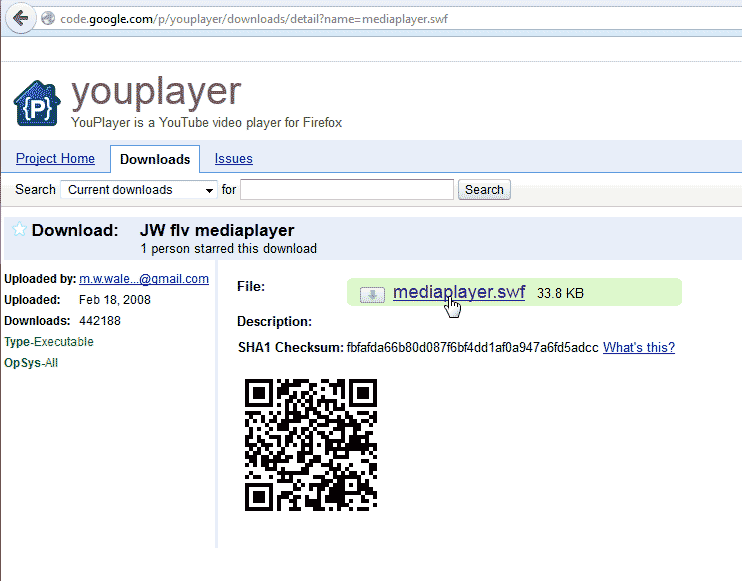 code.google.com/p/youplayer/downloads/detail?name=mediaplayer.swf
{P}
youplayer
YouPlayer is a YouTube video player for Firefox
Project Home Downloads Issues
Search Current downloads for Search
Download: JW flv mediaplayer
1 person starred this download
Uploaded by: m.w.wale...@gmail.com
Uploaded: Feb 18, 2008
Downloads: 442188
Type-Executable
OpSys-All
File: mediaplayer.swf 33.8 KB
Description:
SHA1 Checksum: fbfafda66b80d087f6bf4dd1af0a947a6fd5adcc What's this?